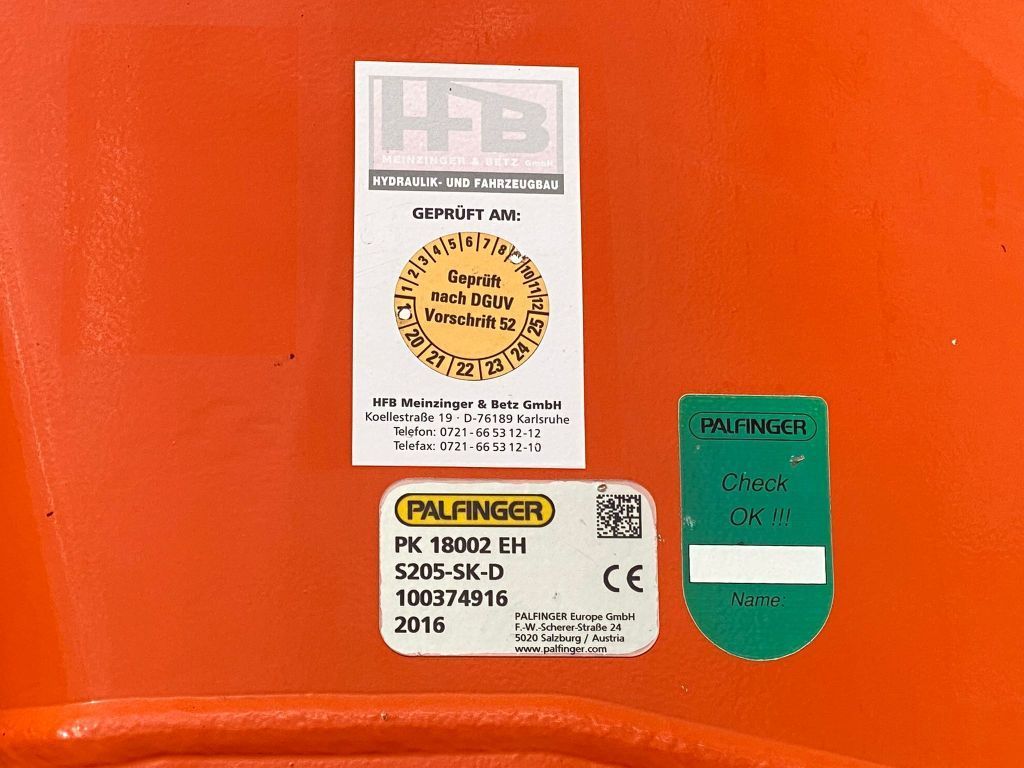 HFB
MEINZINGER & BETZ GmbH
HYDRAULIK- UND FAHRZEUGBAU
GEPRÜFT AM:
1 2 3 4 5 6 7 8 10 11 12
Geprüft
nach DGUV
Vorschrift 52
20 21 22 23 24 25
HFB Meinzinger & Betz GmbH
Koellestraße 19 · D-76189 Karlsruhe
Telefon: 0721-66 53 12-12
Telefax: 0721-66 53 12-10
PALFINGER
PK 18002 EH
S205-SK-D
100374916
2016
CE
PALFINGER Europe GmbH
F.-W.-Scherer-Straße 24
5020 Salzburg / Austria
www.palfinger.com
PALFINGER
Check
OK !!!
Name: